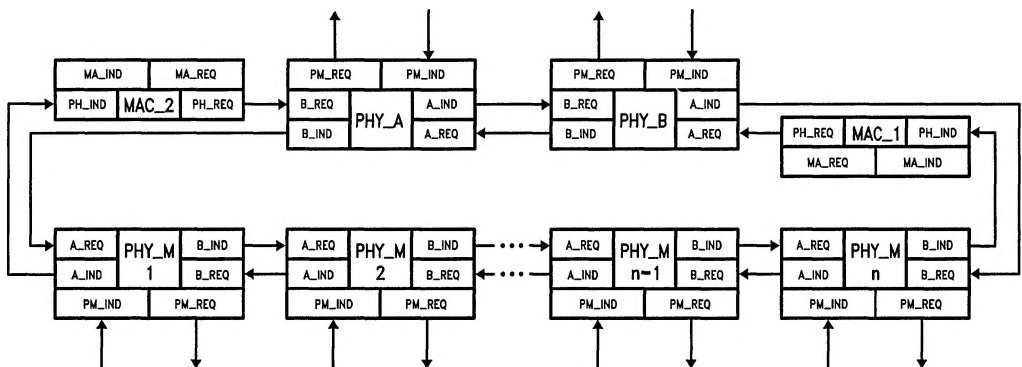 PM_REQ PM_IND PM_REQ PM_IND
MA_IND MA_REQ
PH_IND MAC_2 PH_REQ
B_REQ PHY_A A_IND
B_IND A_REQ
B_REQ PHY_B A_IND
B_IND A_REQ
PH_REQ MAC_1 PH_IND
MA_REQ MA_IND
A_REQ PHY_M B_IND
A_IND 1 B_REQ
PM_IND PM_REQ
A_REQ PHY_M B_IND
A_IND 2 B_REQ
PM_IND PM_REQ
A_REQ PHY_M B_IND
A_IND n-1 B_REQ
PM_IND PM_REQ
A_REQ PHY_M B_IND
A_IND n B_REQ
PM_IND PM_REQ